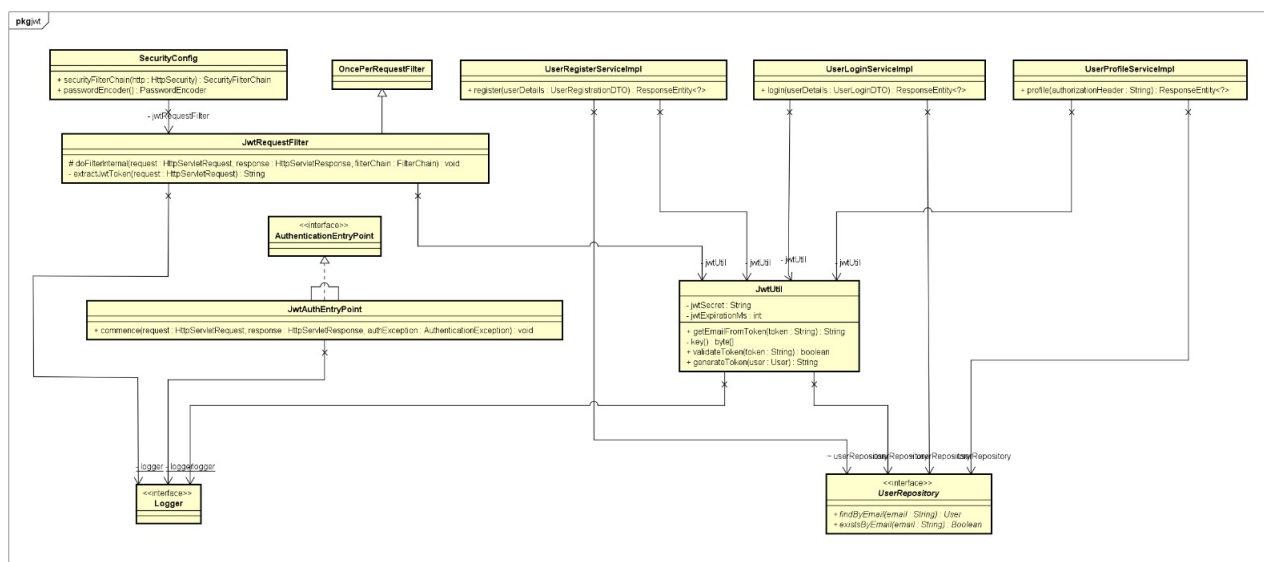 pkg jwt
SecurityConfig
+ securityFilterChain(http : HttpSecurity) : SecurityFilterChain
+ passwordEncoder() : PasswordEncoder
OncePerRequestFilter
UserRegisterServiceImpl
+ register(userDetails : UserRegistrationDTO) : ResponseEntity<?>
UserLoginServiceImpl
+ login(userDetails : UserLoginDTO) : ResponseEntity<?>
UserProfileServiceImpl
+ profile(authorizationHeader : String) : ResponseEntity<?>
- jwtRequestFilter
JwtRequestFilter
# doFilterInternal(request : HttpServletRequest, response : HttpServletResponse, filterChain : FilterChain) : void
- extractJwtToken(request : HttpServletRequest) : String
<<interface>>
AuthenticationEntryPoint
- jwtUtil
- jwtUtil
- jwtUtil
- jwtUtil
JwtAuthEntryPoint
+ commence(request : HttpServletRequest, response : HttpServletResponse, authException : AuthenticationException) : void
JwtUtil
- jwtSecret : String
- jwtExpirationMs : int
+ getEmailFromToken(token : String) : String
- key() : byte[]
+ validateToken(token : String) : boolean
+ generateToken(user : User) : String
- logger
- logger
logger
~ userRepository
userRepository
userRepository
userRepository
<<interface>>
Logger
<<interface>>
UserRepository
+ findByEmail(email : String) : User
+ existsByEmail(email : String) : Boolean